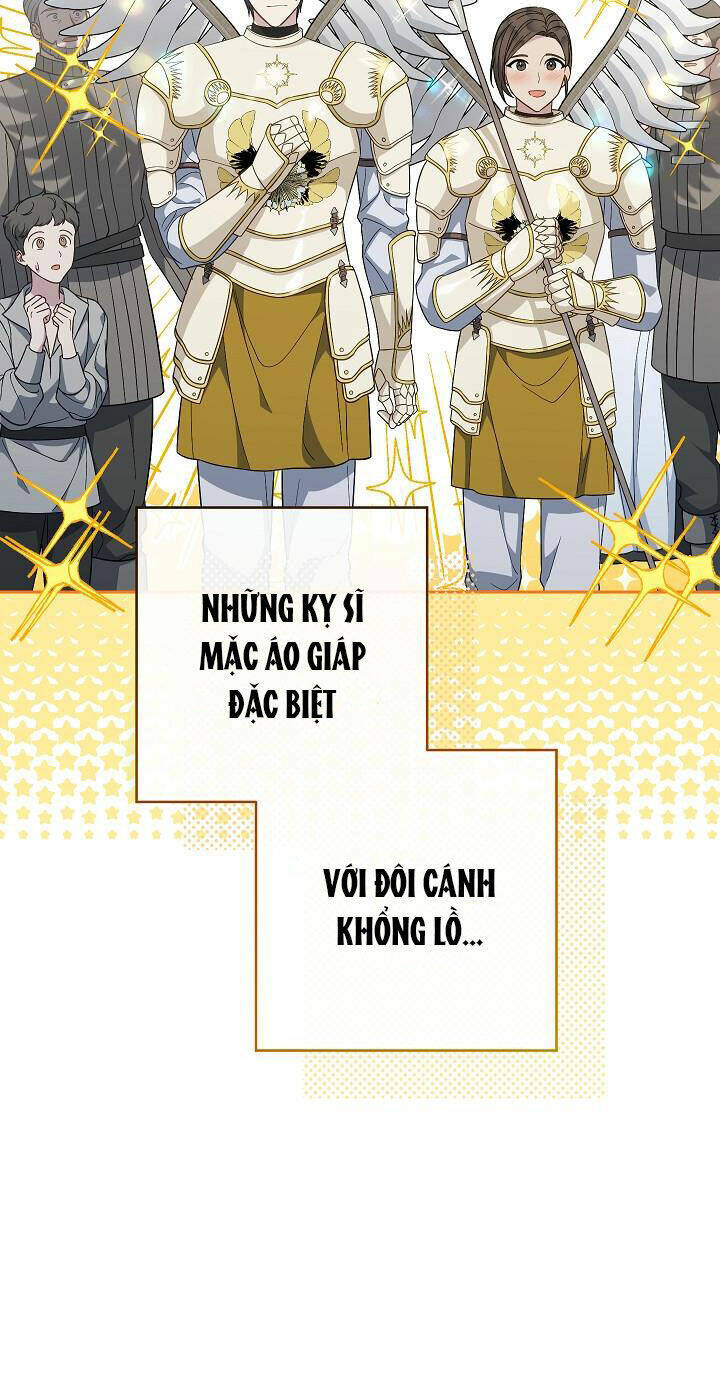 NHỮNG KỴ SĨ
MẶC ÁO GIÁP
ĐẶC BIỆT
VỚI ĐÔI CÁNH
KHỔNG LỒ...